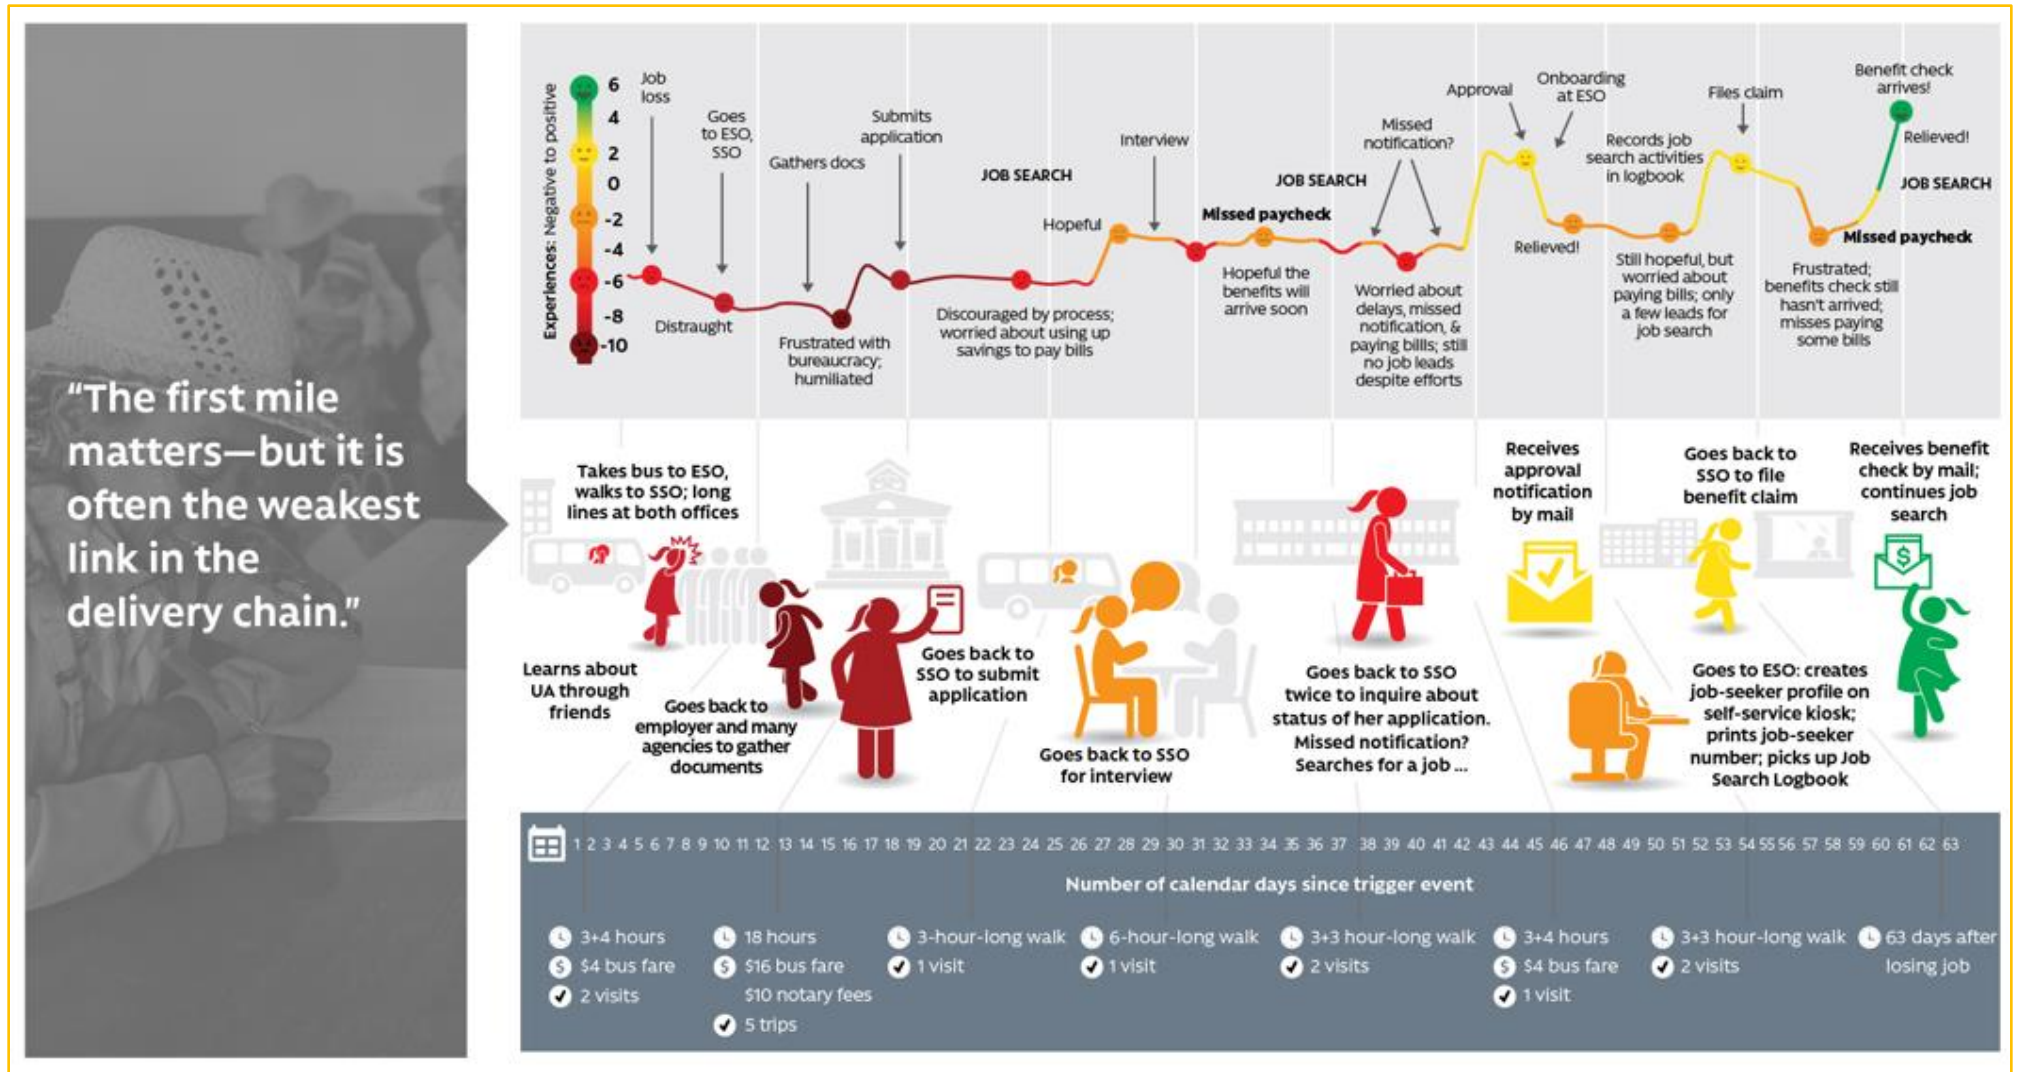 “The first mile
matters—but it is
often the weakest
link in the
delivery chain.”
Experiences: Negative to positive
6
4
2
0
-2
-4
-6
-8
-10
Job
loss
Goes
to ESO,
SSO
Gathers docs
Submits
application
JOB SEARCH
Interview
JOB SEARCH
Missed
notification?
Approval
Onboarding
at ESO
Records job
search activities
in logbook
Files claim
Benefit check
arrives!
Relieved!
JOB SEARCH
Distraught
Frustrated with
bureaucracy;
humiliated
Discouraged by process;
worried about using up
savings to pay bills
Hopeful
Missed paycheck
Hopeful the
benefits will
arrive soon
Worried about
delays, missed
notification, &
paying billls; still
no job leads
despite efforts
Relieved!
Still hopeful, but
worried about
paying bills; only
a few leads for
job search
Missed paycheck
Frustrated;
benefits check still
hasn’t arrived;
misses paying
some bills
Takes bus to ESO,
walks to SSO; long
lines at both offices
Learns about
UA through
friends
Goes back to
employer and many
agencies to gather
documents
Goes back to
SSO to submit
application
Goes back to SSO
for interview
Goes back to SSO
twice to inquire about
status of her application.
Missed notification?
Searches for a job ...
Receives
approval
notification
by mail
Goes back to
SSO to file
benefit claim
Goes to ESO: creates
job-seeker profile on
self-service kiosk;
prints job-seeker
number; picks up Job
Search Logbook
Receives benefit
check by mail;
continues job
search
$
1 2 3 4 5 6 7 8 9 10 11 12 13 14 15 16 17 18 19 20 21 22 23 24 25 26 27 28 29 30 31 32 33 34 35 36 37 38 39 40 41 42 43 44 45 46 47 48 49 50 51 52 53 54 55 56 57 58 59 60 61 62 63
Number of calendar days since trigger event
3+4 hours
$ $4 bus fare
2 visits
18 hours
$ $16 bus fare
$10 notary fees
5 trips
3-hour-long walk
1 visit
6-hour-long walk
1 visit
3+3 hour-long walk
2 visits
3+4 hours
$ $4 bus fare
1 visit
3+3 hour-long walk
2 visits
63 days after
losing job